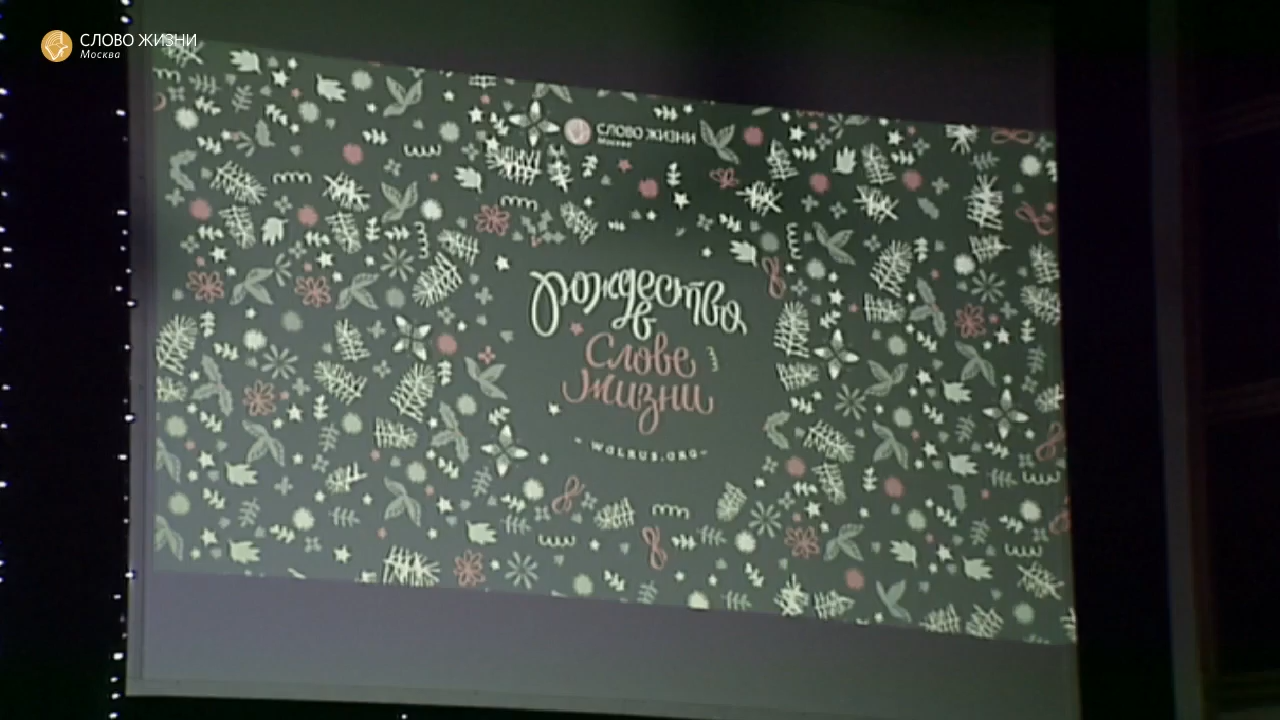 СЛОВО ЖИЗНИ
Москва
СЛОВО ЖИЗНИ
Москва
рождество
в
Слове
жизни
- WOLRUS.ORG -